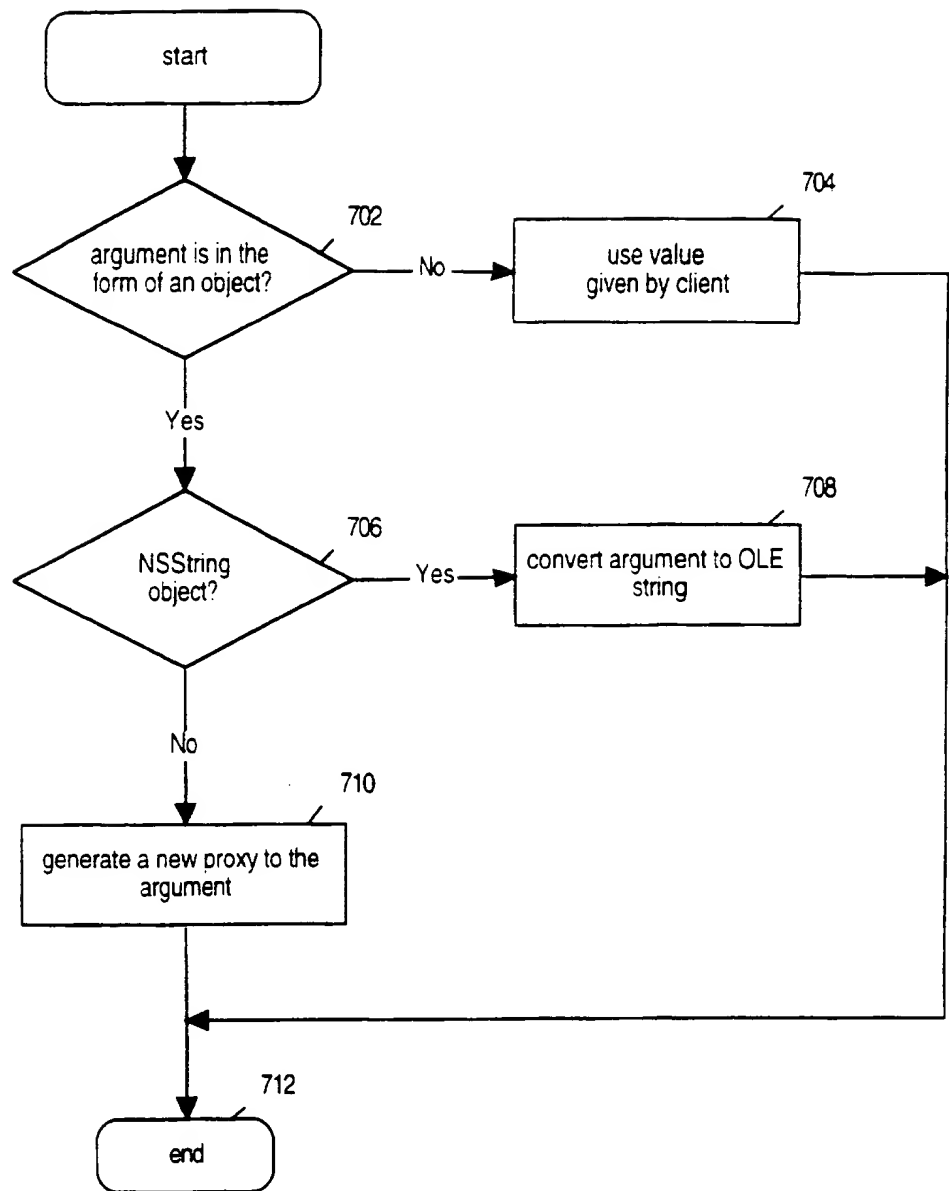 start
702
argument is in the
form of an object?
No
704
use value
given by client
Yes
706
NSString
object?
Yes
708
convert argument to OLE
string
No
710
generate a new proxy to the
argument
712
end